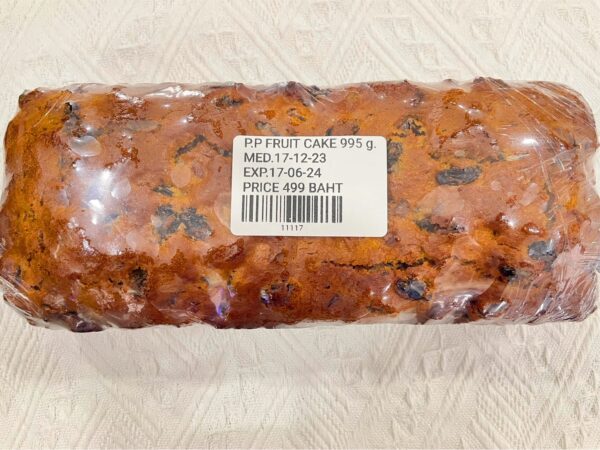 P.P FRUIT CAKE 995 g.
MED.17-12-23
EXP.17-06-24
PRICE 499 BAHT
11117